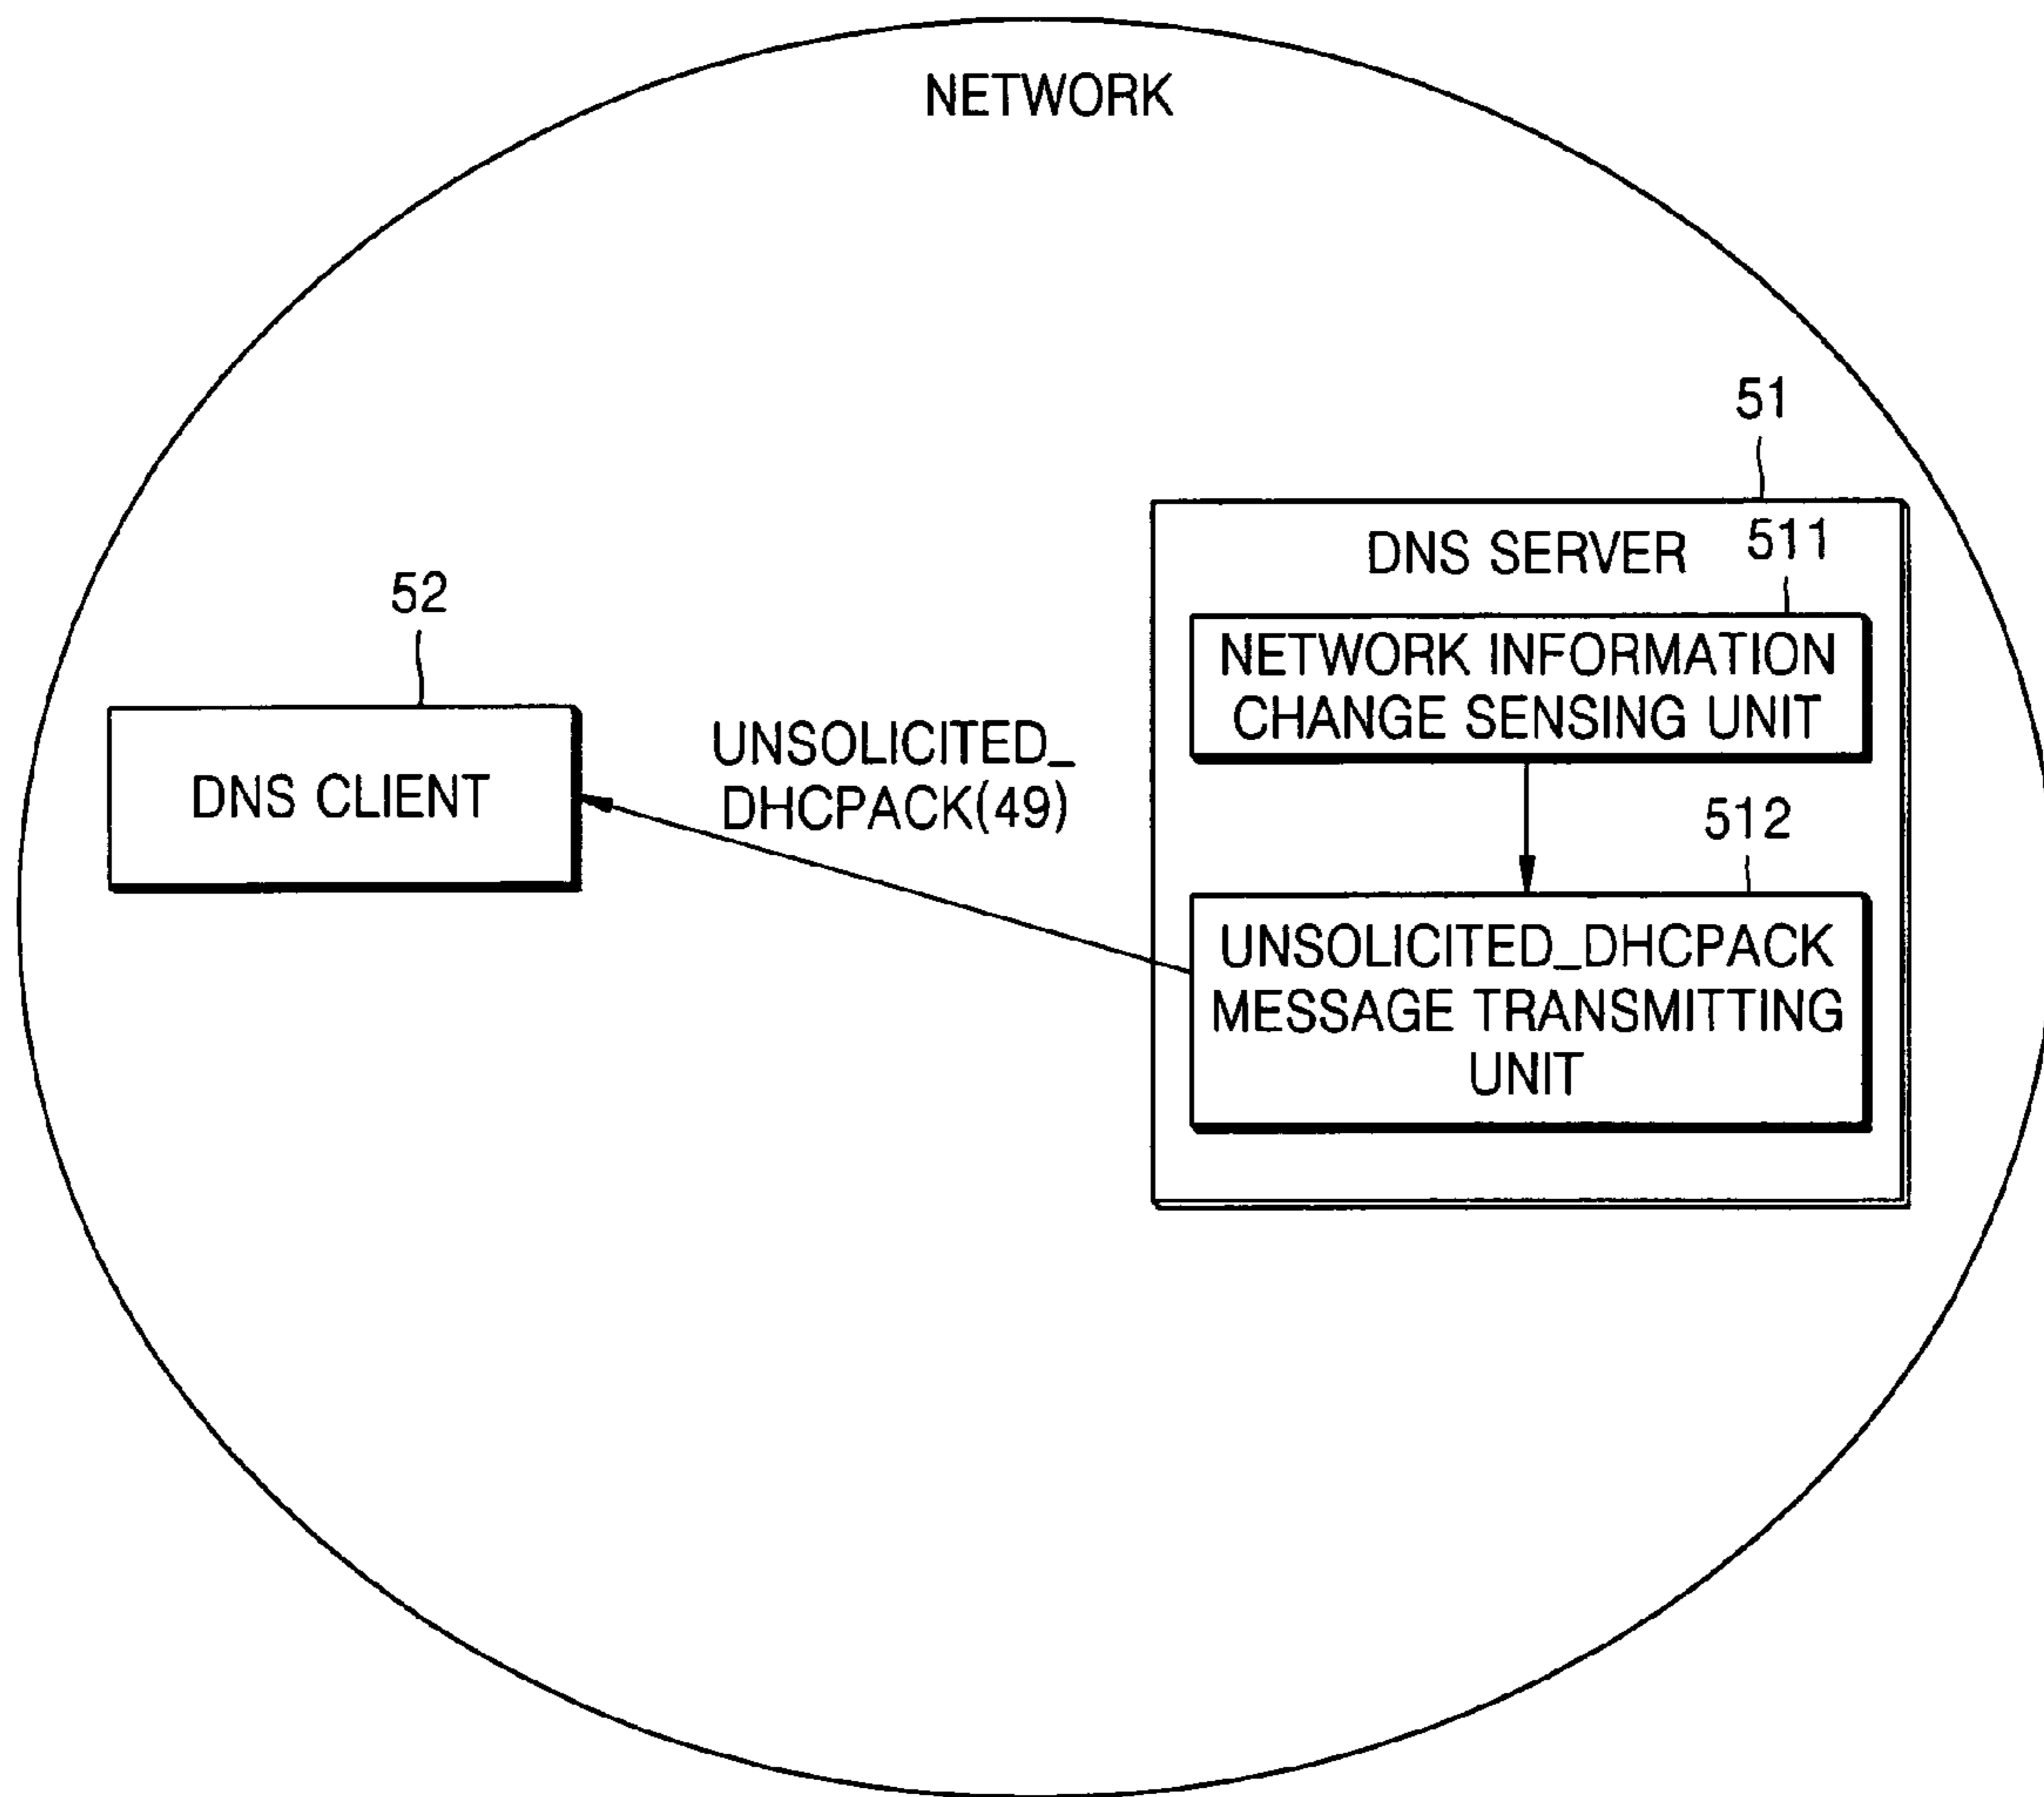 NETWORK
51
DNS SERVER
511
NETWORK INFORMATION
CHANGE SENSING UNIT
52
DNS CLIENT
UNSOLICITED_
DHCPACK(49)
512
UNSOLICITED_DHCPACK
MESSAGE TRANSMITTING
UNIT